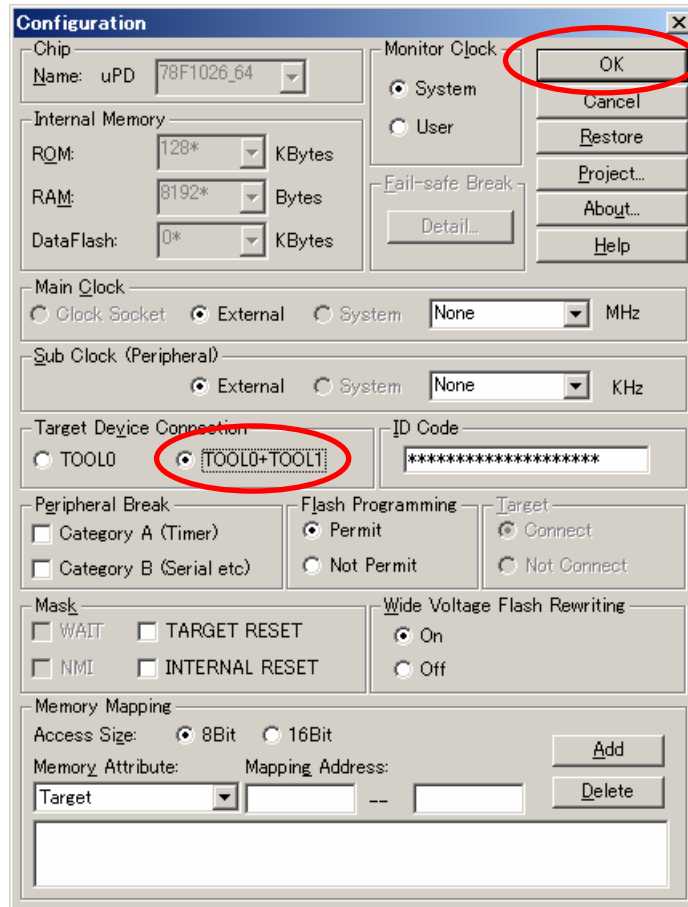 Configuration
Chip
Name: uPD 78F1026_64
Internal Memory
ROM: 128* KBytes
RAM: 8192* Bytes
DataFlash: 0* KBytes
Monitor Clock
System
User
Fail-safe Break
Detail...
OK
Cancel
Restore
Project...
About...
Help
Main Clock
Clock Socket External System None MHz
Sub Clock (Peripheral)
External System None KHz
Target Device Connection
TOOL0 TOOL0+TOOL1
ID Code
********************
Peripheral Break
Category A (Timer)
Category B (Serial etc)
Flash Programming
Permit
Not Permit
Target
Connect
Not Connect
Mask
WAIT TARGET RESET
NMI INTERNAL RESET
Wide Voltage Flash Rewriting
On
Off
Memory Mapping
Access Size: 8Bit 16Bit
Memory Attribute: Mapping Address:
Target --
Add
Delete